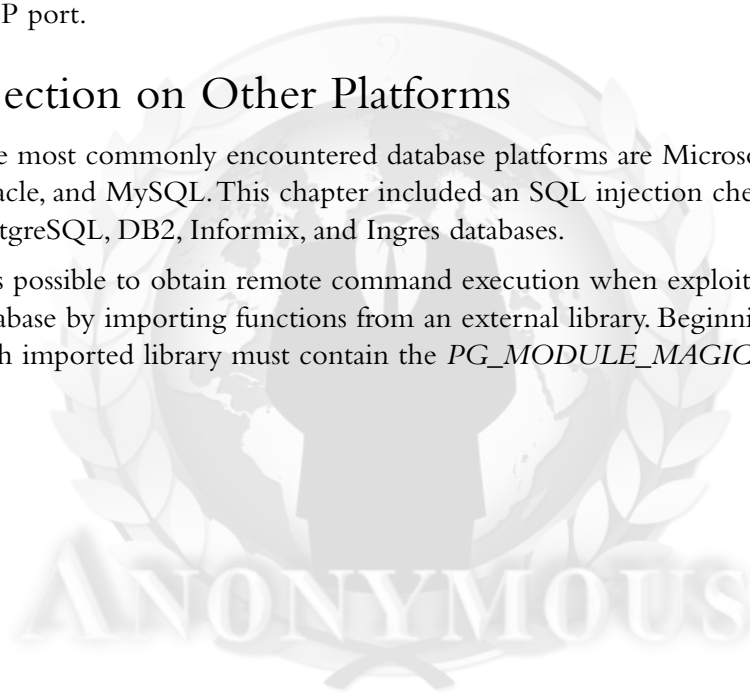 P port.
ection on Other Platforms
e most commonly encountered database platforms are Microso
acle, and MySQL. This chapter included an SQL injection che
tgreSQL, DB2, Informix, and Ingres databases.
s possible to obtain remote command execution when exploit
abase by importing functions from an external library. Beginni
h imported library must contain the PG_MODULE_MAGIC
?
ANONYMOUS